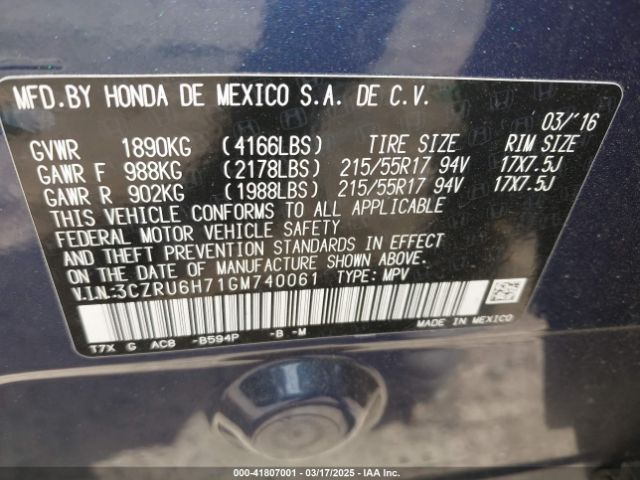 MFD.BY HONDA DE MEXICO S.A. DE C.V.
03/'16
GVWR 1890KG (4166LBS) TIRE SIZE RIM SIZE
GAWR F 988KG (2178LBS) 215/55R17 94V 17X7.5J
GAWR R 902KG (1988LBS) 215/55R17 94V 17X7.5J
THIS VEHICLE CONFORMS TO ALL APPLICABLE
FEDERAL MOTOR VEHICLE SAFETY
AND THEFT PREVENTION STANDARDS IN EFFECT
ON THE DATE OF MANUFACTURE SHOWN ABOVE.
V.I.N:3CZRU6H71GM740061 TYPE: MPV
MADE IN MEXICO
T7X G ACB -B594P -B -M
000-41807001 - 03/17/2025 - IAA Inc.